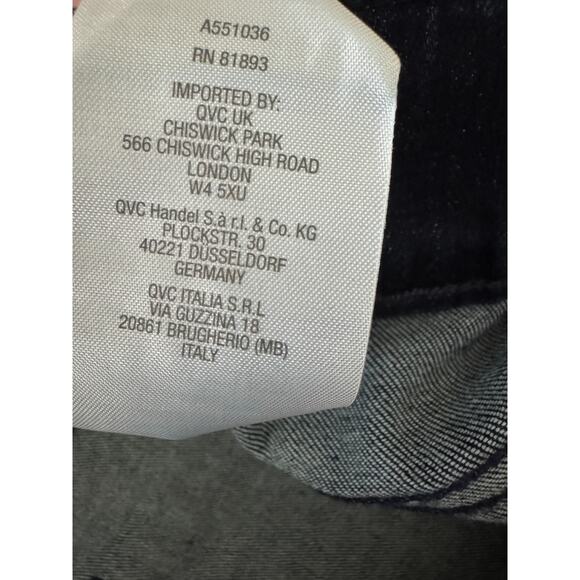 A551036
RN 81893
IMPORTED BY:
QVC UK
CHISWICK PARK
566 CHISWICK HIGH ROAD
LONDON
W4 5XU
QVC Handel S.à r.l. & Co. KG
PLOCKSTR. 30
40221 DÜSSELDORF
GERMANY
QVC ITALIA S.R.L
VIA GUZZINA 18
20861 BRUGHERIO (MB)
ITALY